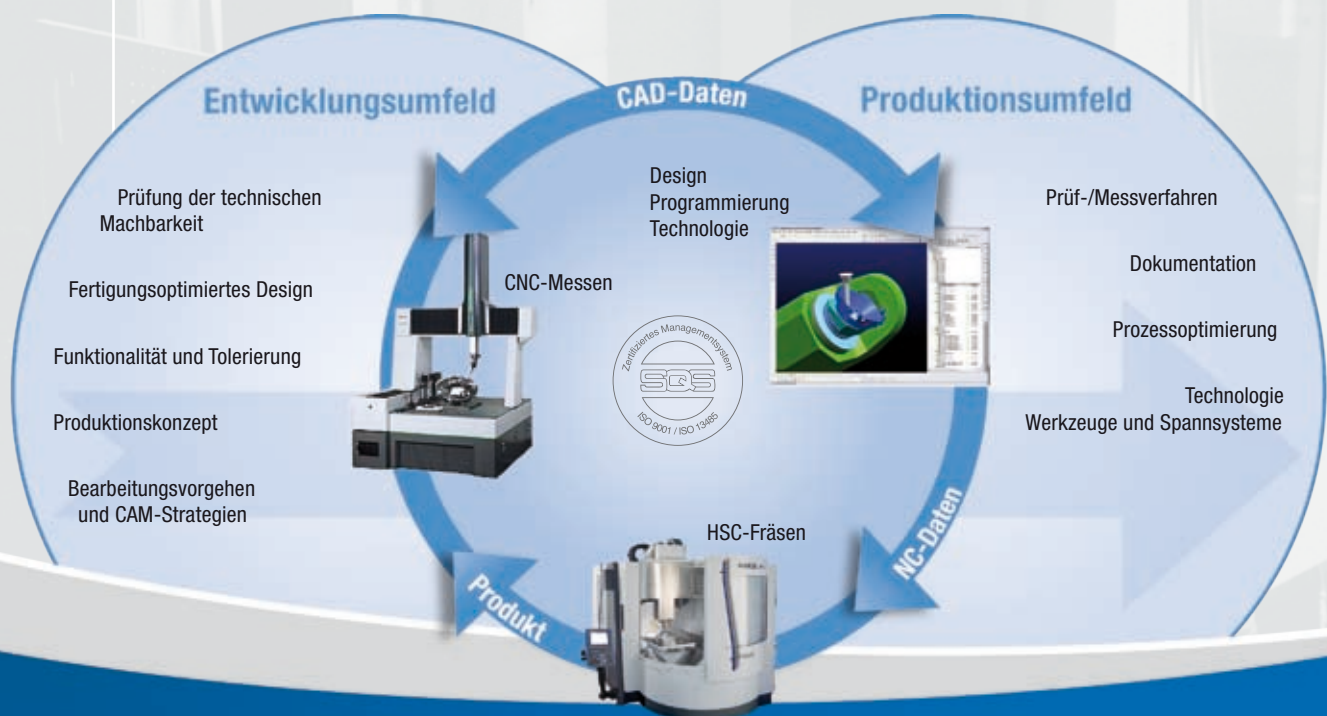 Entwicklungsumfeld
CAD-Daten
Produktionsumfeld
Prüfung der technischen
Machbarkeit
Fertigungsoptimiertes Design
Funktionalität und Tolerierung
Produktionskonzept
Bearbeitungsvorgehen
und CAM-Strategien
Design
Programmierung
Technologie
CNC-Messen
Zertifiziertes Managementsystem
SQS
ISO 9001 / ISO 13485
HSC-Fräsen
Prüf-/Messverfahren
Dokumentation
Prozessoptimierung
Technologie
Werkzeuge und Spannsysteme
NC-Daten
Produkt